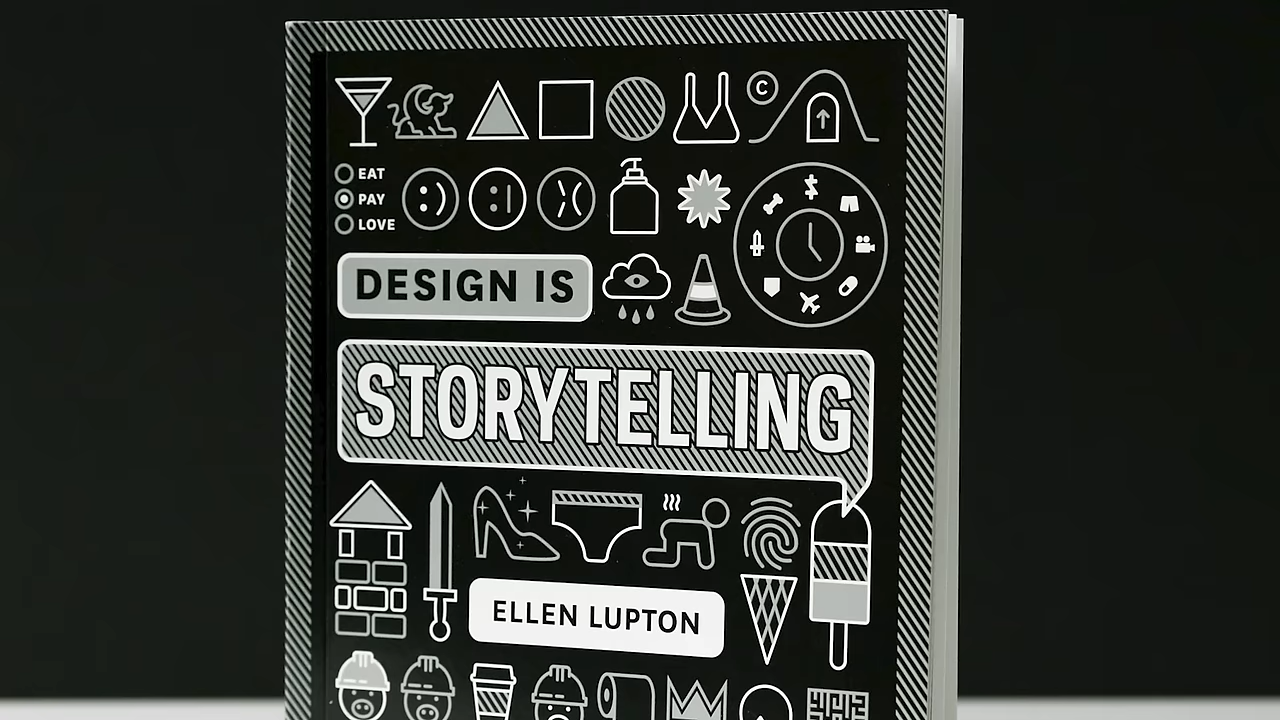 C
EAT
PAY
LOVE
:)
:|
:(
$
DESIGN IS
STORYTELLING
ELLEN LUPTON